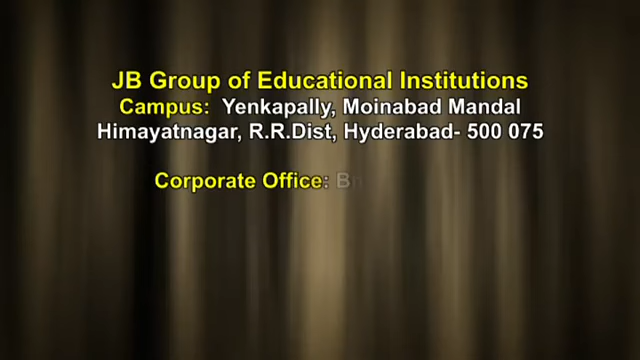 JB Group of Educational Institutions
Campus: Yenkapally, Moinabad Mandal
Himayatnagar, R.R.Dist, Hyderabad- 500 075
Corporate Office: